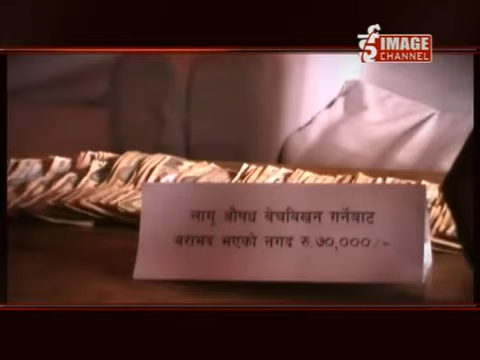 IMAGE
CHANNEL
लागू औषध बेचबिखन गर्नेबाट
बरामद भएको नगद रु.७०,०००/-